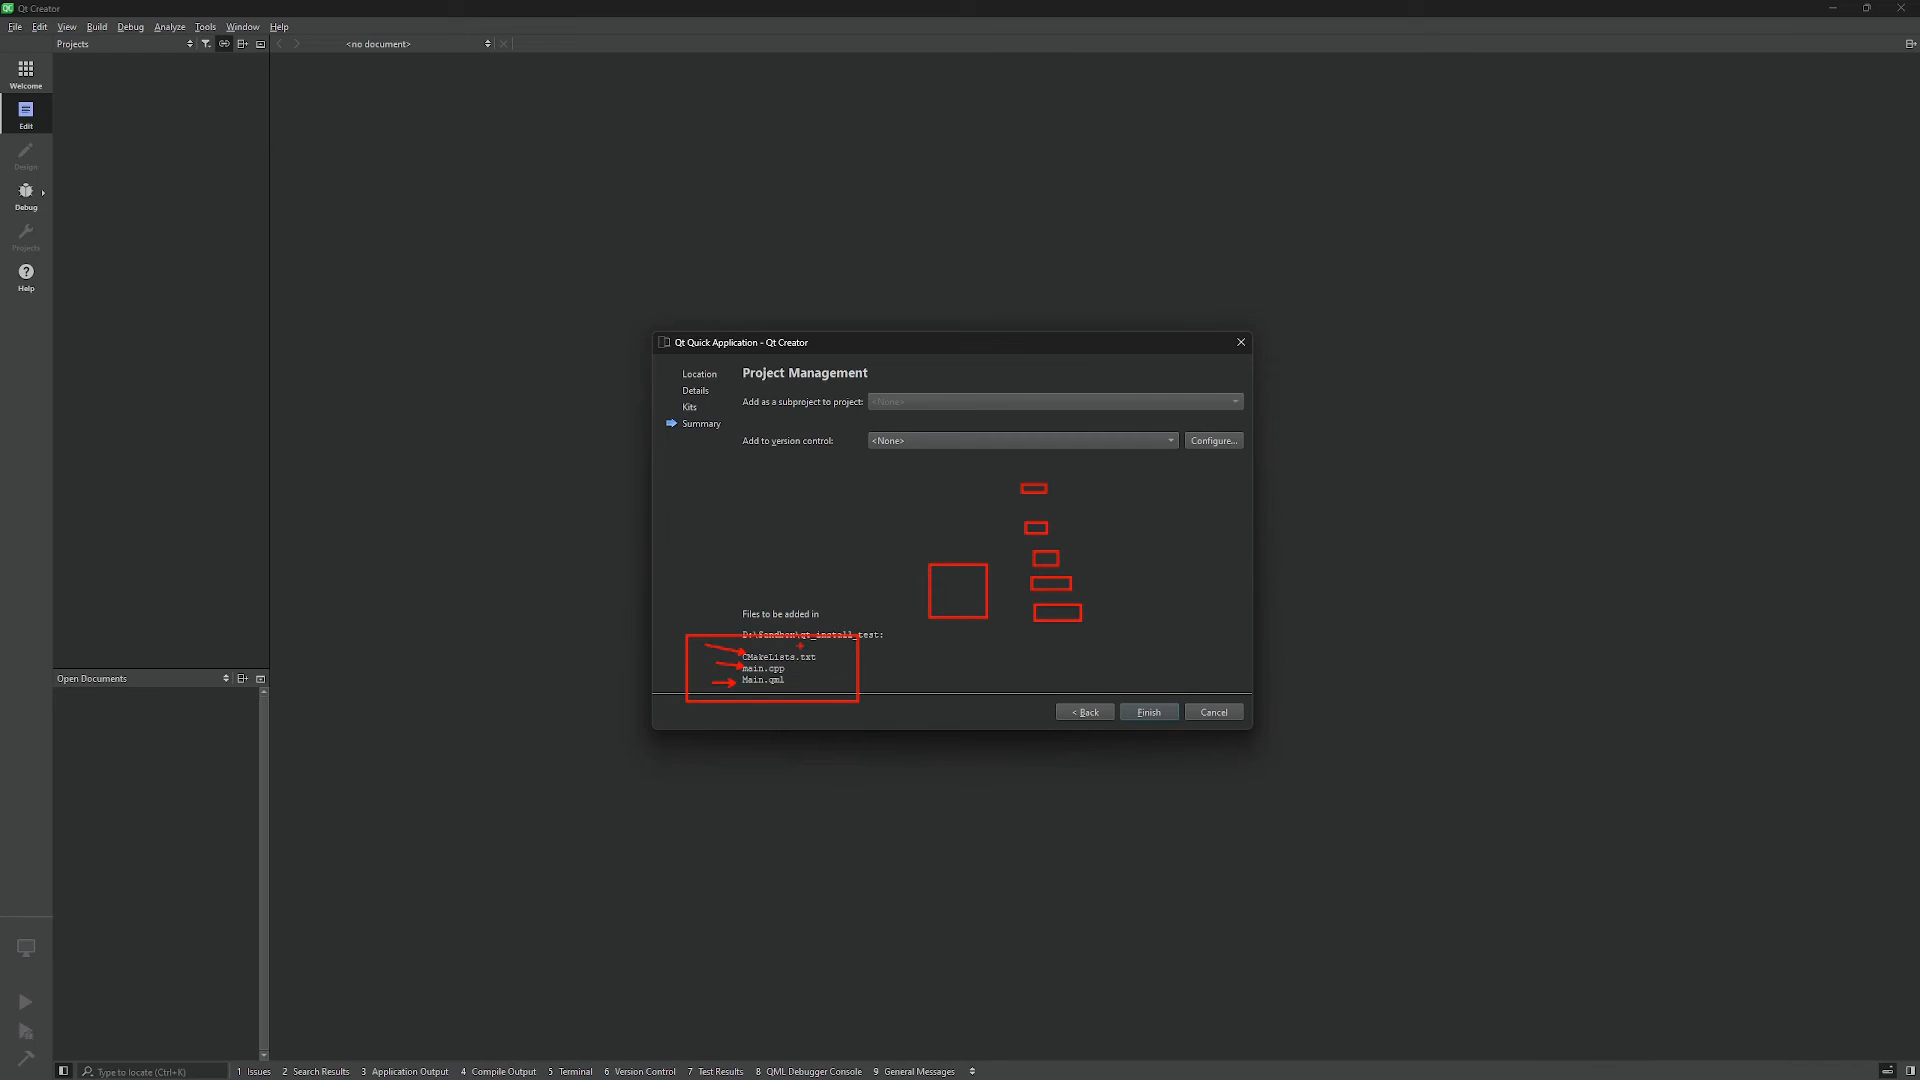 Qt Creator
File Edit View Build Debug Analyze Tools Window Help
Projects
<no document>
Welcome
Edit
Design
Debug
Projects
Help
Qt Quick Application - Qt Creator
Location
Details
Kits
Summary
Project Management
Add as a subproject to project: <None>
Add to version control: <None> Configure...
Files to be added in
D:\Sandbox\qt_install_test:
CMakeLists.txt
main.cpp
Main.qml
< Back Finish Cancel
Open Documents
Type to locate (Ctrl+K) 1 Issues 2 Search Results 3 Application Output 4 Compile Output 5 Terminal 6 Version Control 7 Test Results 8 QML Debugger Console 9 General Messages